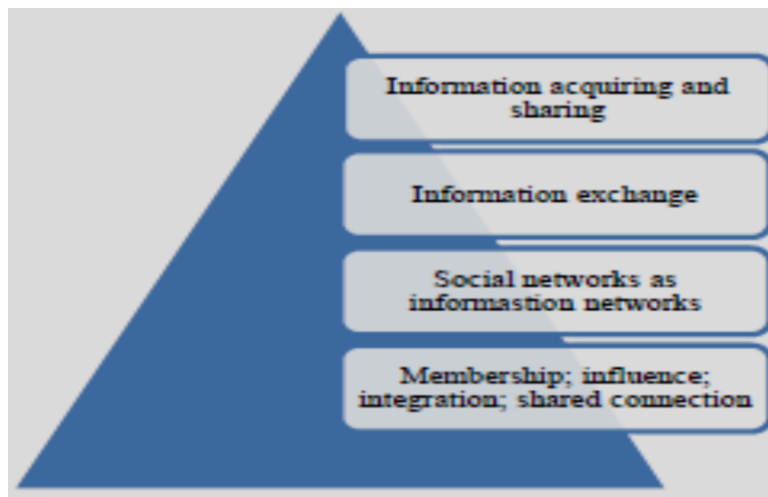 Information acquiring and
sharing
Information exchange
Social networks as
informastion networks
Membership; influence;
integration; shared connection